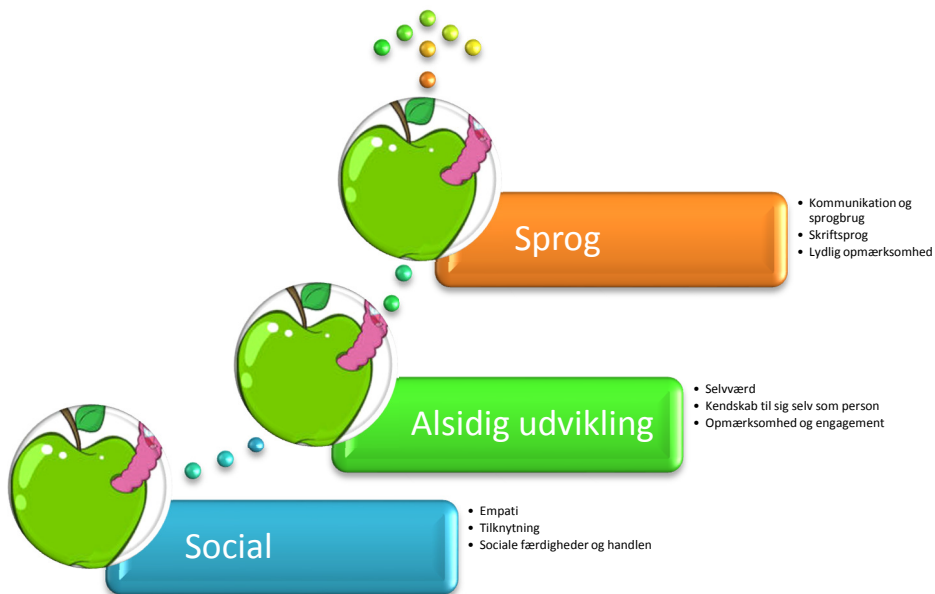 Sprog
• Kommunikation og
sprogbrug
• Skriftsprog
• Lydlig opmærksomhed
Alsidig udvikling
• Selvværd
• Kendskab til sig selv som person
• Opmærksomhed og engagement
Social
• Empati
• Tilknytning
• Sociale færdigheder og handlen